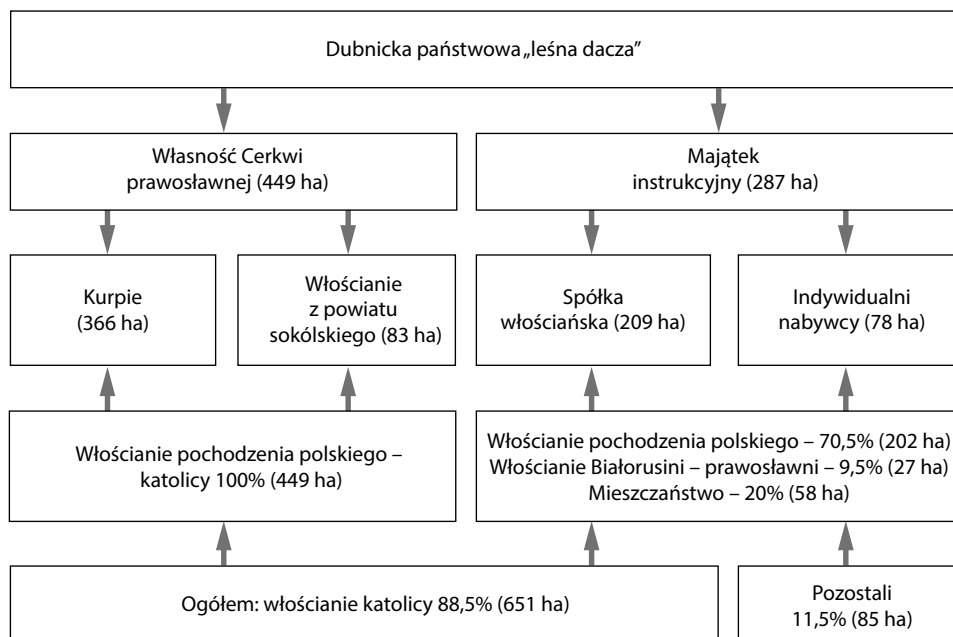 Dubnicka państwowa „leśna dacza”
Własność Cerkwi
prawosławnej (449 ha)
Majątek
instrukcyjny (287 ha)
Kurpie
(366 ha)
Włościanie
z powiatu
sokólskiego (83 ha)
Spółka
włościańska (209 ha)
Indywidualni
nabywcy (78 ha)
Włościanie pochodzenia polskiego –
katolicy 100% (449 ha)
Włościanie pochodzenia polskiego – 70,5% (202 ha)
Włościanie Białorusini – prawosławni – 9,5% (27 ha)
Mieszczaństwo – 20% (58 ha)
Ogółem: włościanie katolicy 88,5% (651 ha)
Pozostali
11,5% (85 ha)